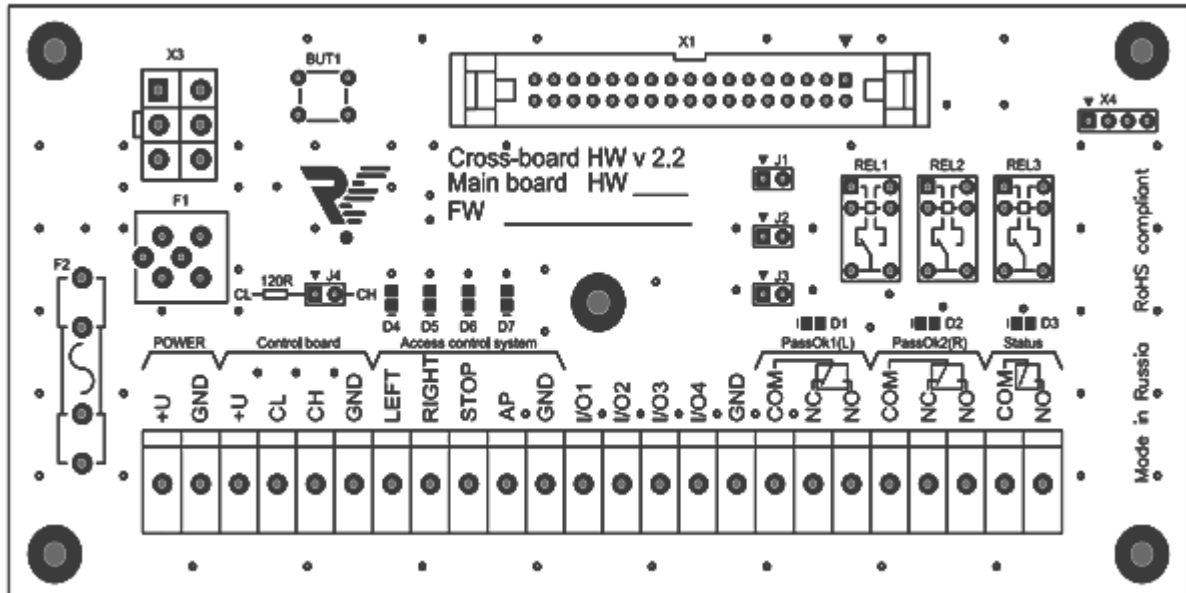 X3
BUT1
X1
X4
Cross-board HW v 2.2
Main board HW____
FW ____________
J1
REL1 REL2 REL3
F1
J2
F2
120R
CL J4 CH
J3
D4 D5 D6 D7
D1 D2 D3
POWER Control board Access control system PassOk1(L) PassOk2(R) Status
+U GND +U CL CH GND LEFT RIGHT STOP AP GND I/O1 I/O2 I/O3 I/O4 GND COM NC NO COM NC NO COM NO
Made in Russia RoHS compliant